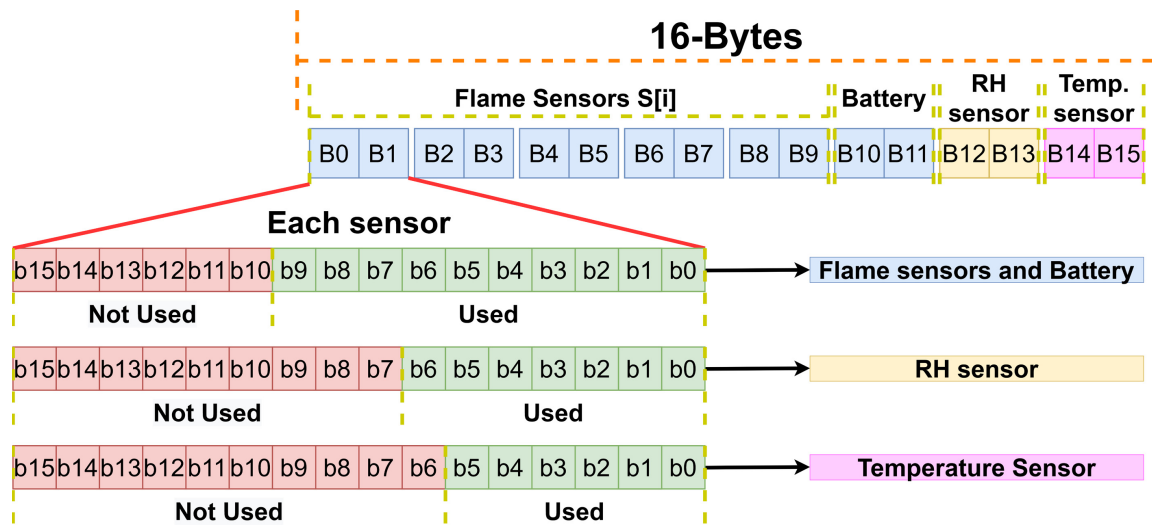 16-Bytes
Flame Sensors S[i] Battery RH sensor Temp. sensor
B0 B1 B2 B3 B4 B5 B6 B7 B8 B9 B10 B11 B12 B13 B14 B15
Each sensor
b15 b14 b13 b12 b11 b10 b9 b8 b7 b6 b5 b4 b3 b2 b1 b0 Flame sensors and Battery
Not Used Used
b15 b14 b13 b12 b11 b10 b9 b8 b7 b6 b5 b4 b3 b2 b1 b0 RH sensor
Not Used Used
b15 b14 b13 b12 b11 b10 b9 b8 b7 b6 b5 b4 b3 b2 b1 b0 Temperature Sensor
Not Used Used